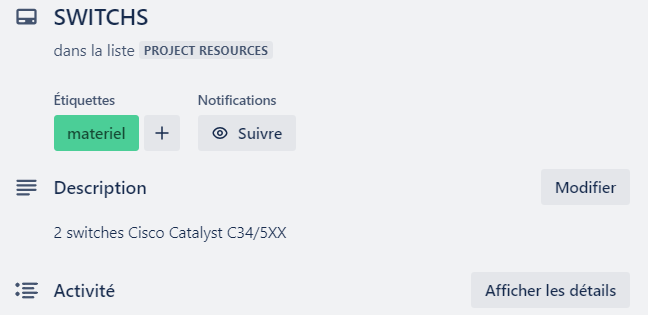 SWITCHS
dans la liste PROJECT RESOURCES
Étiquettes Notifications
materiel + Suivre
Description Modifier
2 switches Cisco Catalyst C34/5XX
Activité Afficher les détails